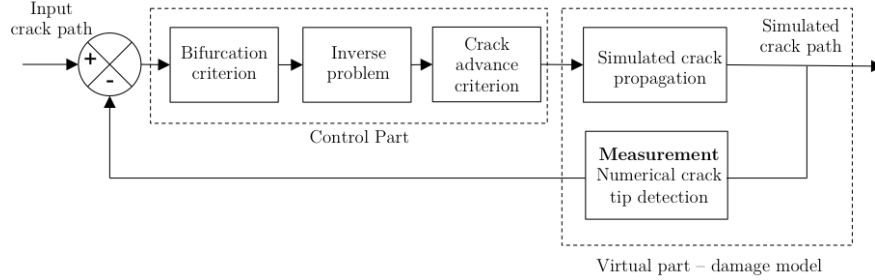 Input
crack path
+
-
Bifurcation
criterion
Inverse
problem
Crack
advance
criterion
Control Part
Simulated crack
propagation
Simulated
crack path
Measurement
Numerical crack
tip detection
Virtual part – damage model